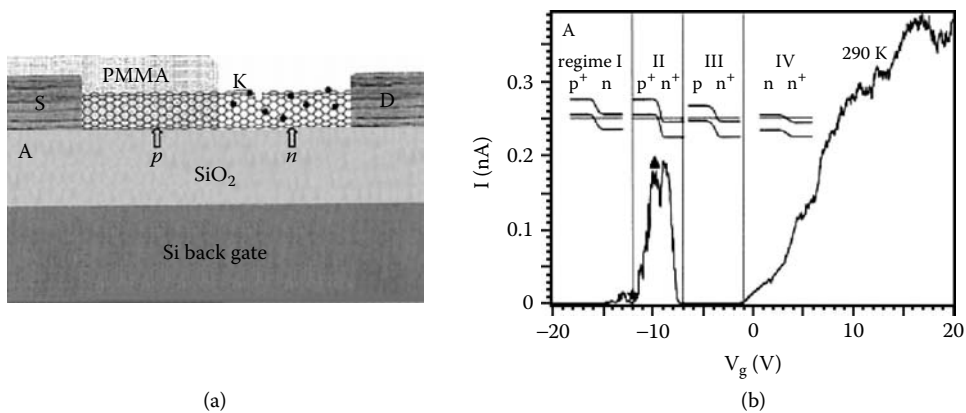 PMMA
K
S
D
A
p
n
SiO₂
Si back gate
(a)
A
290 K
regime I II III IV
p⁺ n p⁺ n⁺ p n⁺ n n⁺
I (nA)
0.3
0.2
0.1
0
−20 −10 0 10 20
V_g (V)
(b)